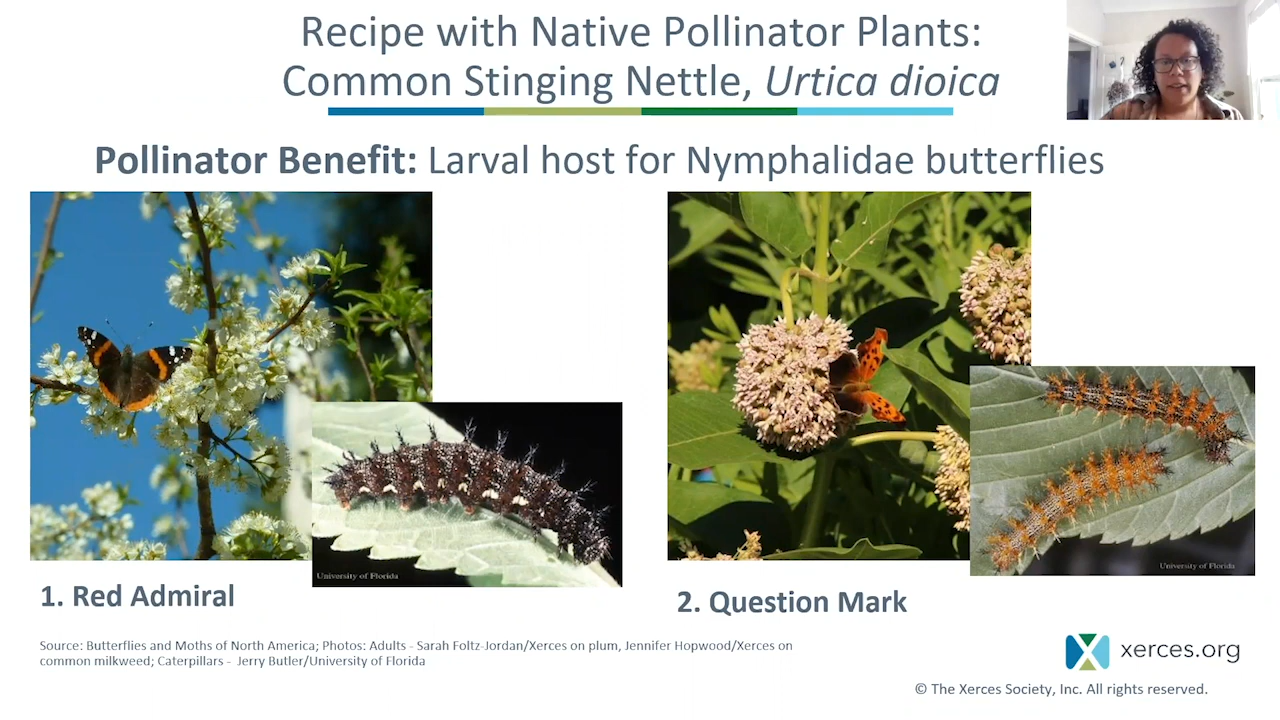 Recipe with Native Pollinator Plants:
Common Stinging Nettle, Urtica dioica
Pollinator Benefit: Larval host for Nymphalidae butterflies
University of Florida
University of Florida
1. Red Admiral
2. Question Mark
Source: Butterflies and Moths of North America; Photos: Adults - Sarah Foltz-Jordan/Xerces on plum, Jennifer Hopwood/Xerces on
common milkweed; Caterpillars - Jerry Butler/University of Florida
xerces.org
© The Xerces Society, Inc. All rights reserved.